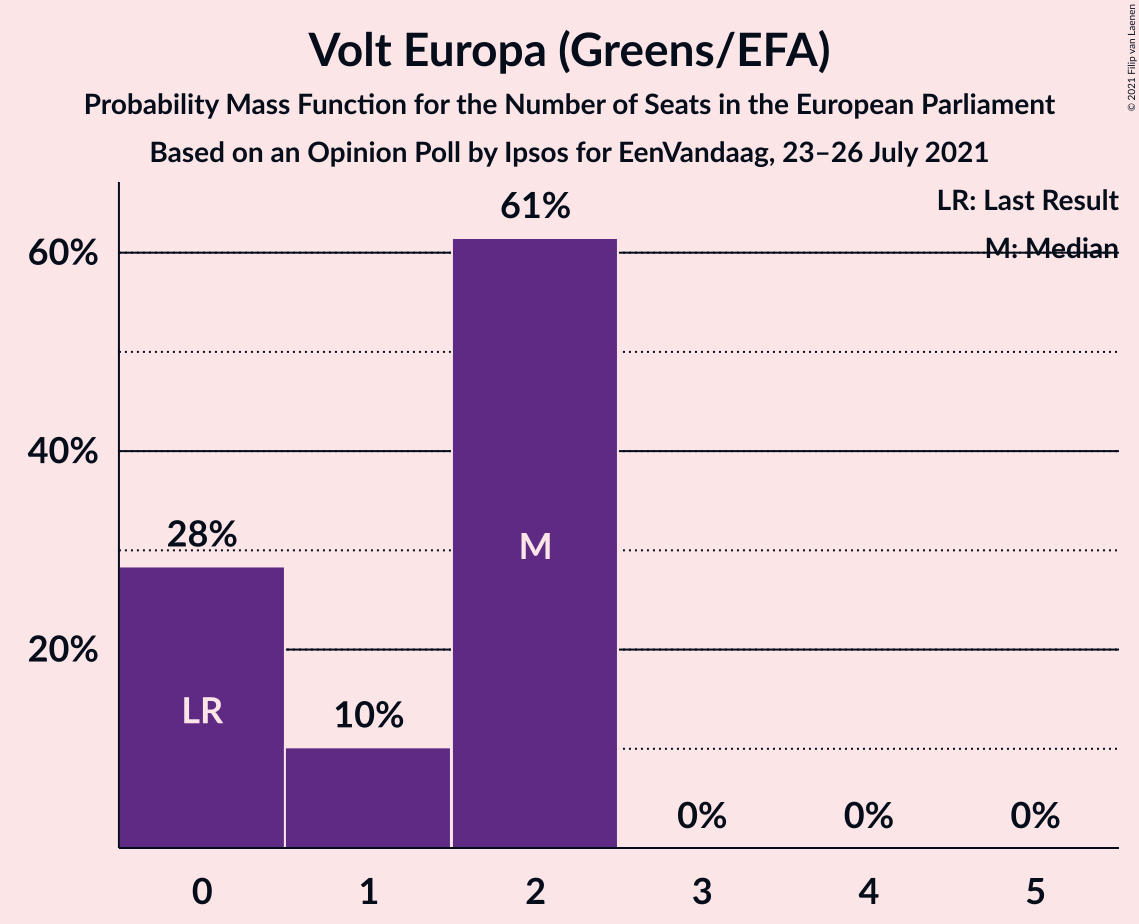 Volt Europa (Greens/EFA)
Probability Mass Function for the Number of Seats in the European Parliament
Based on an Opinion Poll by Ipsos for EenVandaag, 23–26 July 2021
© 2021 Filip van Laenen
LR: Last Result
M: Median
60%
40%
20%
28%
10%
61%
0%
0%
0%
LR
M
0
1
2
3
4
5